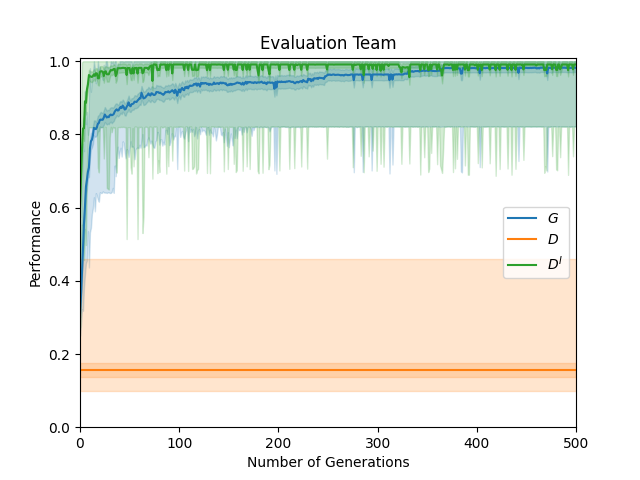 Evaluation Team
1.0
0.8
0.6
0.4
0.2
0.0
Performance
G
D
D^I
0 100 200 300 400 500
Number of Generations